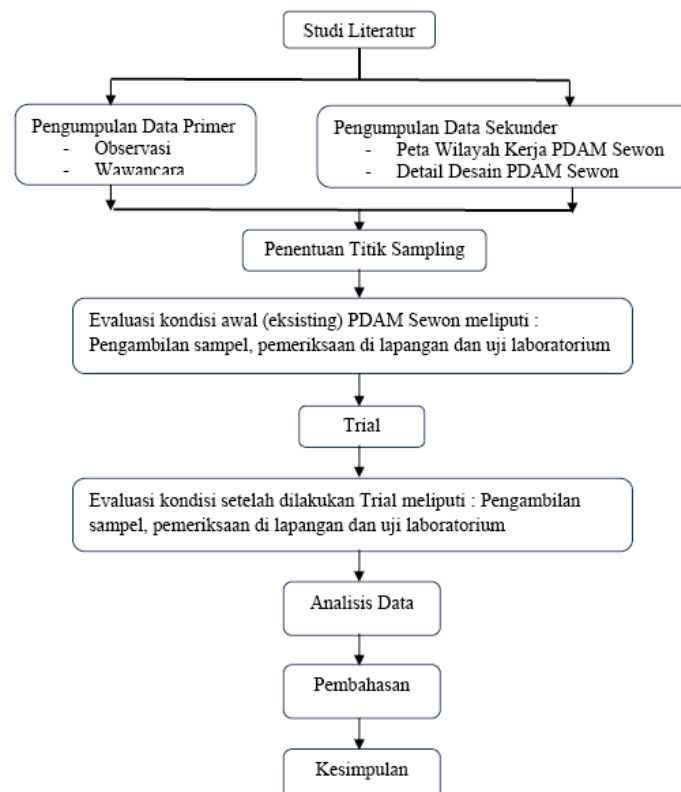 Studi Literatur
Pengumpulan Data Primer
- Observasi
- Wawancara
Pengumpulan Data Sekunder
- Peta Wilayah Kerja PDAM Sewon
- Detail Desain PDAM Sewon
Penentuan Titik Sampling
Evaluasi kondisi awal (eksisting) PDAM Sewon meliputi :
Pengambilan sampel, pemeriksaan di lapangan dan uji laboratorium
Trial
Evaluasi kondisi setelah dilakukan Trial meliputi : Pengambilan
sampel, pemeriksaan di lapangan dan uji laboratorium
Analisis Data
Pembahasan
Kesimpulan